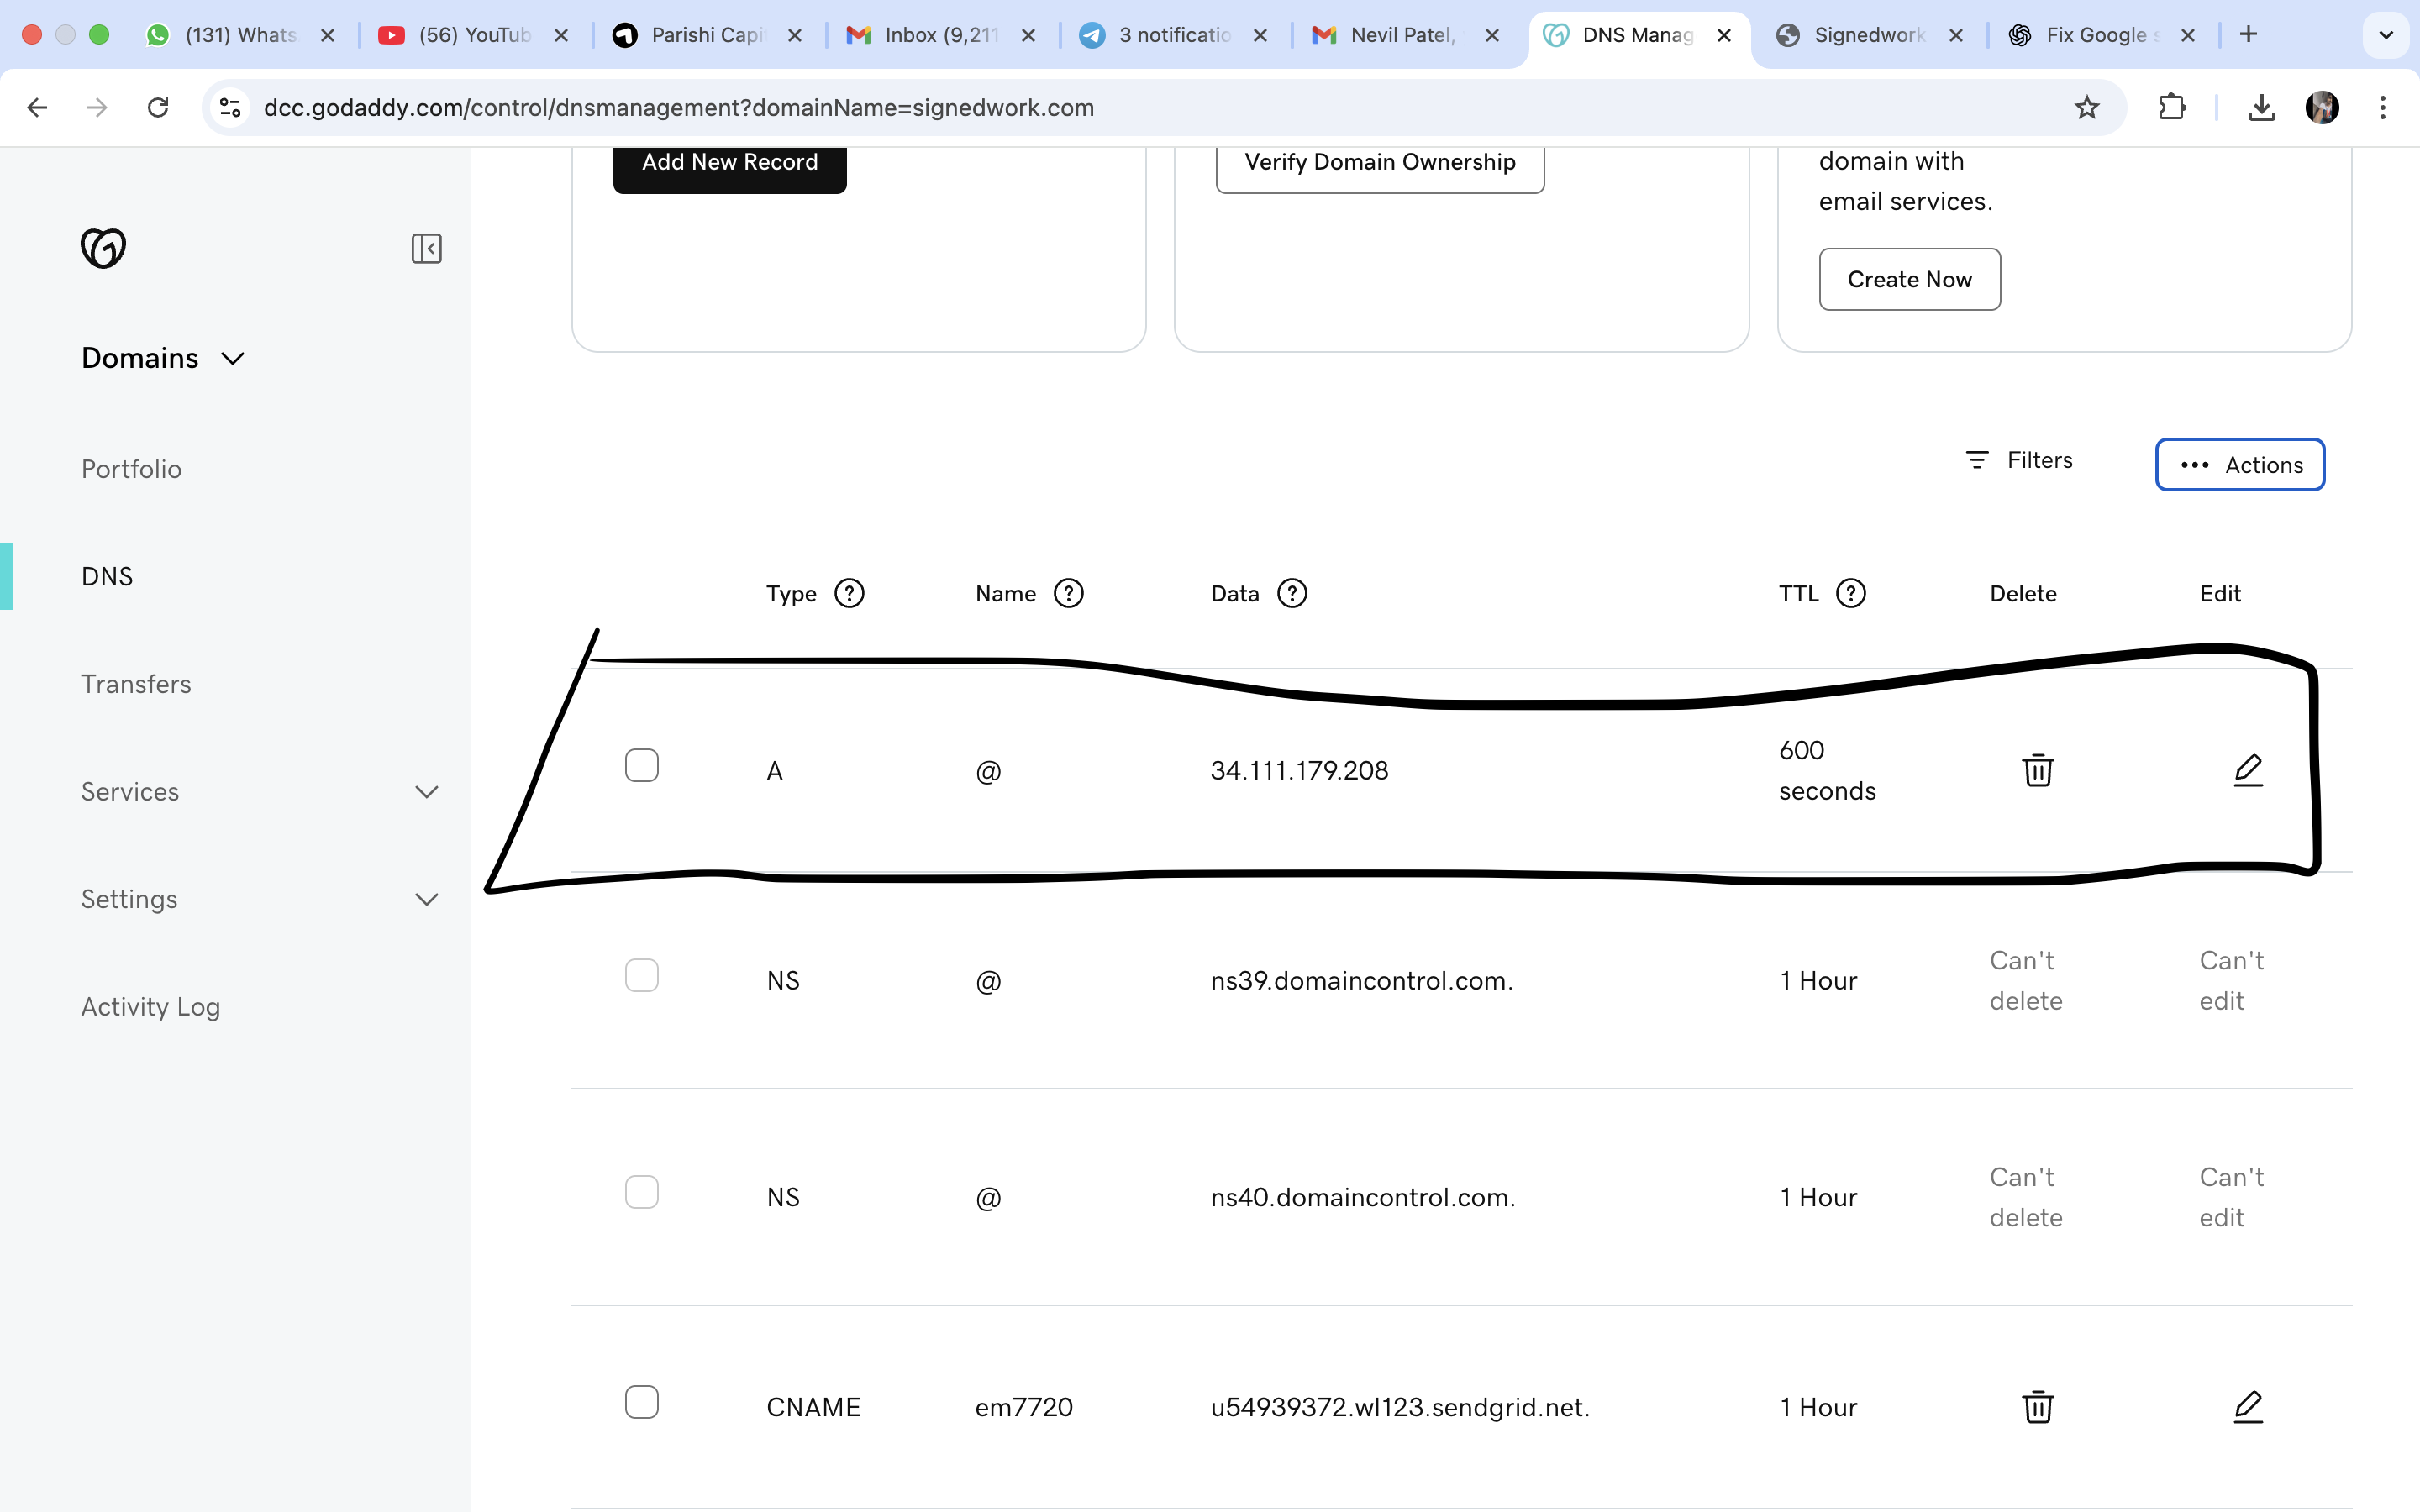 (131) Whats
(56) YouTub
Parishi Capi
Inbox (9,211
3 notificatio
Nevil Patel,
DNS Manag
Signedwork
Fix Google s
dcc.godaddy.com/control/dnsmanagement?domainName=signedwork.com
Add New Record
Verify Domain Ownership
domain with
email services.
Create Now
Domains
Portfolio
DNS
Transfers
Services
Settings
Activity Log
Filters
Actions
Type Name Data TTL Delete Edit
A @ 34.111.179.208 600 seconds
NS @ ns39.domaincontrol.com. 1 Hour Can't delete Can't edit
NS @ ns40.domaincontrol.com. 1 Hour Can't delete Can't edit
CNAME em7720 u54939372.wl123.sendgrid.net. 1 Hour